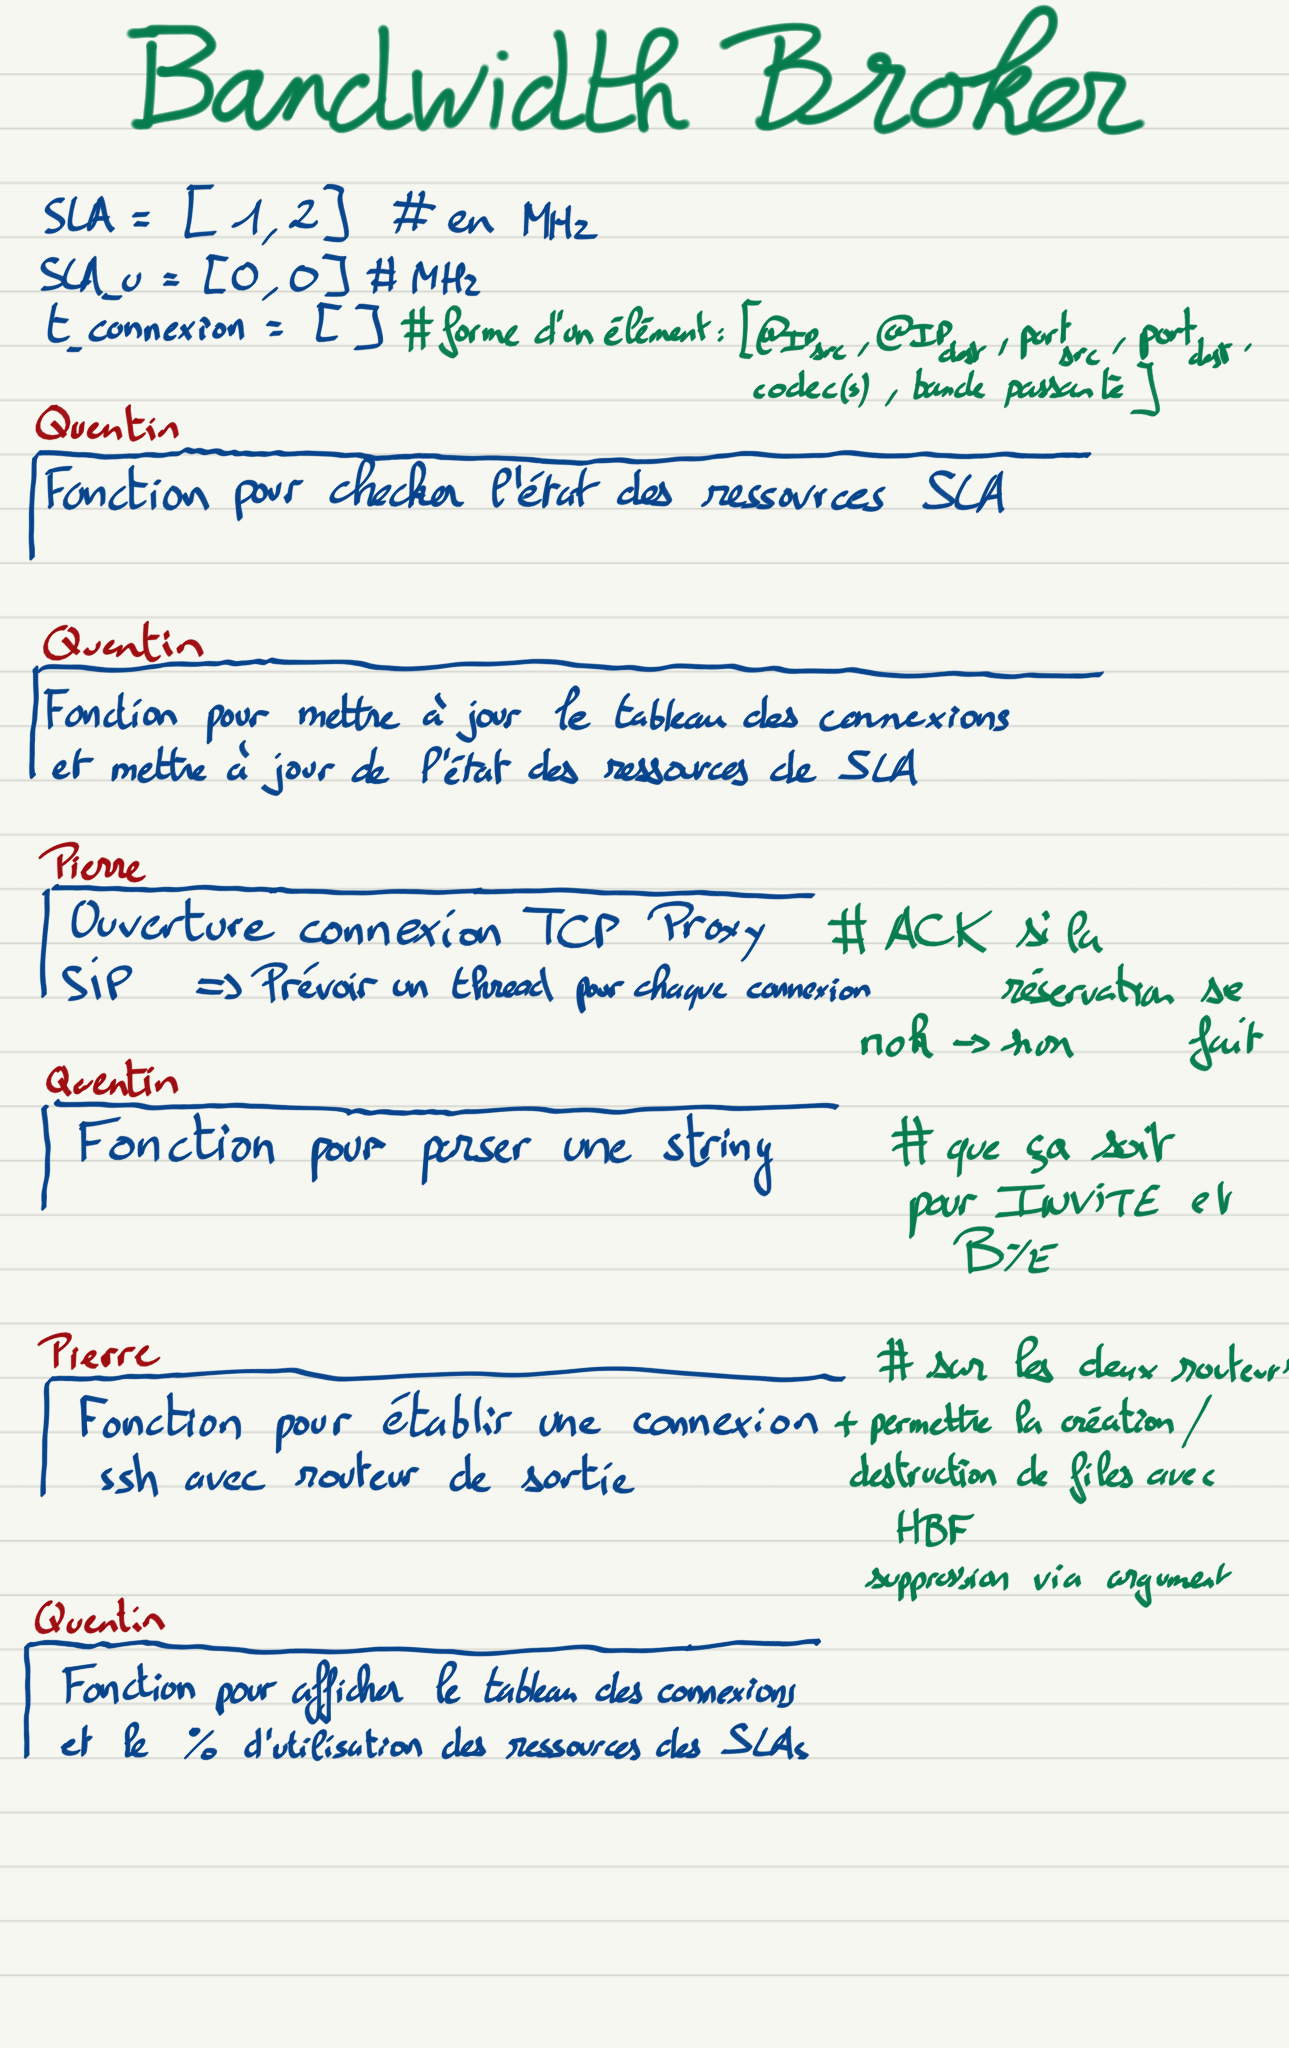 Bandwidth Broker
SLA = [1,2] # en MHz
SLA_u = [0,0] # MHz
t_connexion = [] # forme d'un élément: [@IP src, @IP dest, port src, port dest,
codec(s), bande passante]
Quentin
Fonction pour checker l'état des ressources SLA
Quentin
Fonction pour mettre à jour le tableau des connexions
et mettre à jour de l'état des ressources de SLA
Pierre
Ouverture connexion TCP Proxy # ACK si la
SiP => Prévoir un thread pour chaque connexion réservation se
nok -> non fait
Quentin
Fonction pour parser une string # que ça soit
pour INViTE et
BYE
Pierre
# sur les deux routeurs
Fonction pour établir une connexion + permettre la création/
ssh avec routeur de sortie destruction de files avec
HBF
suppression via argument
Quentin
Fonction pour afficher le tableau des connexions
et le % d'utilisation des ressources des SLAs